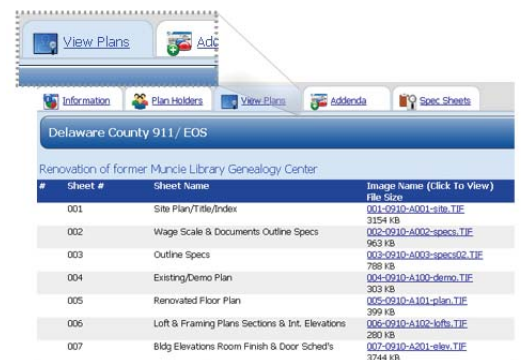 View Plans Add
Information Plan Holders View Plans Addenda Spec Sheets
Delaware County 911/ EOS
Renovation of former Muncie Library Genealogy Center
# Sheet # Sheet Name Image Name (Click To View)
File Size
001 Site Plan/Title/Index 001-0910-A001-site.TIF
3154 KB
002 Wage Scale & Documents Outline Specs 002-0910-A002-specs.TIF
963 KB
003 Outline Specs 003-0910-A003-specs02.TIF
788 KB
004 Existing/Demo Plan 004-0910-A100-demo.TIF
303 KB
005 Renovated Floor Plan 005-0910-A101-plan.TIF
399 KB
006 Loft & Framing Plans Sections & Int. Elevations 006-0910-A102-lofts.TIF
280 KB
007 Bldg Elevations Room Finish & Door Sched's 007-0910-A201-elev.TIF
3744 KB